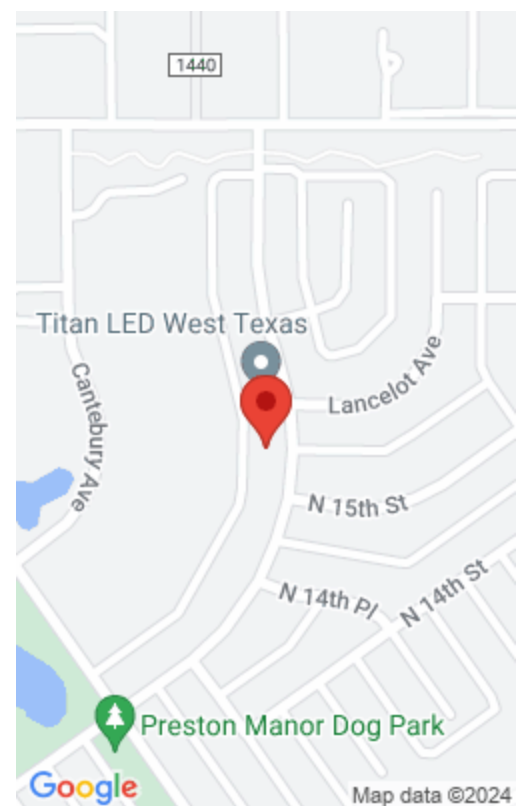 1440
Titan LED West Texas
Cantebury Ave
Lancelot Ave
N 15th St
N 14th Pl
N 14th St
Preston Manor Dog Park
Google
Map data ©2024